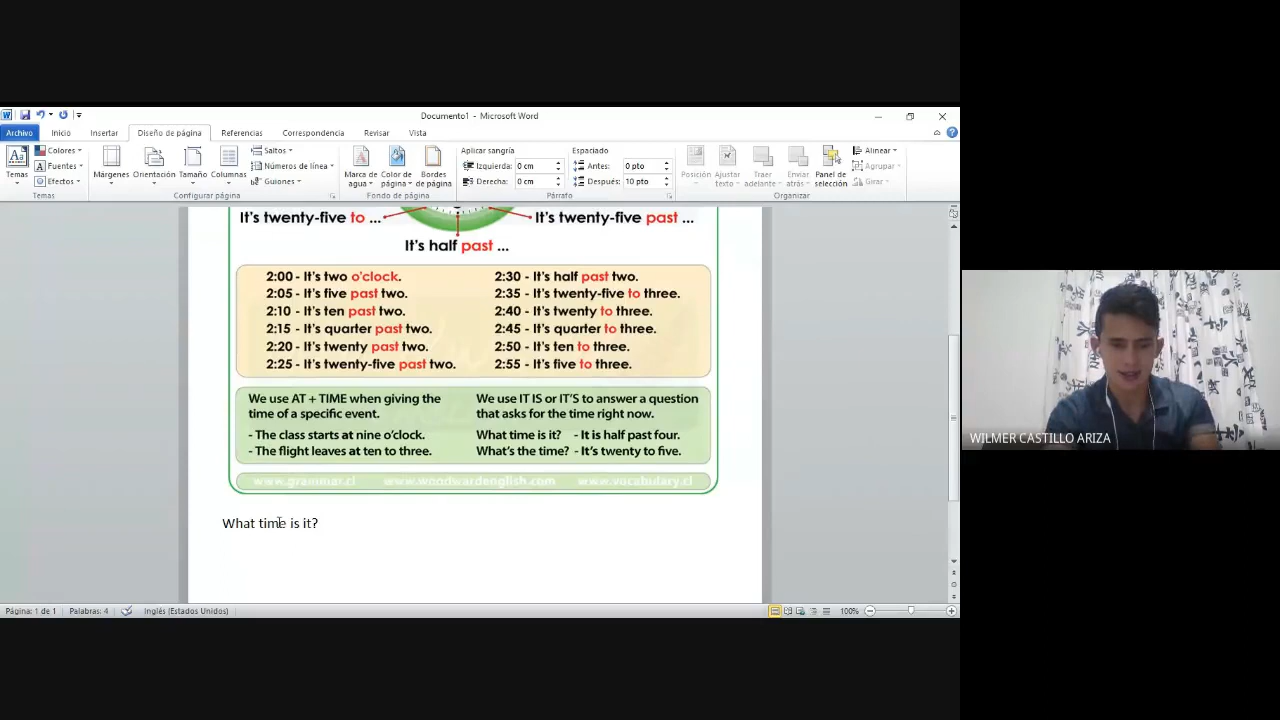 Documento1 - Microsoft Word
Archivo Inicio Insertar Diseño de página Referencias Correspondencia Revisar Vista
Temas
Colores
Fuentes
Efectos
Temas
Márgenes Orientación Tamaño Columnas
Saltos
Números de línea
Guiones
Configurar página
Marca de agua
Color de página
Bordes de página
Fondo de página
Aplicar sangría
Izquierda: 0 cm
Derecha: 0 cm
Espaciado
Antes: 0 pto
Después: 10 pto
Párrafo
Posición
Ajustar texto
Traer adelante
Enviar atrás
Panel de selección
Alinear
Agrupar
Girar
Organizar
It's twenty-five to ...
It's twenty-five past ...
It's half past ...
2:00 - It's two o'clock.
2:05 - It's five past two.
2:10 - It's ten past two.
2:15 - It's quarter past two.
2:20 - It's twenty past two.
2:25 - It's twenty-five past two.
2:30 - It's half past two.
2:35 - It's twenty-five to three.
2:40 - It's twenty to three.
2:45 - It's quarter to three.
2:50 - It's ten to three.
2:55 - It's five to three.
We use AT + TIME when giving the
time of a specific event.
- The class starts at nine o'clock.
- The flight leaves at ten to three.
We use IT IS or IT'S to answer a question
that asks for the time right now.
What time is it? - It is half past four.
What's the time? - It's twenty to five.
www.grammar.cl www.woodwardenglish.com www.vocabulary.cl
What time is it?
Página: 1 de 1 Palabras: 4 Inglés (Estados Unidos) 100%
WILMER CASTILLO ARIZA